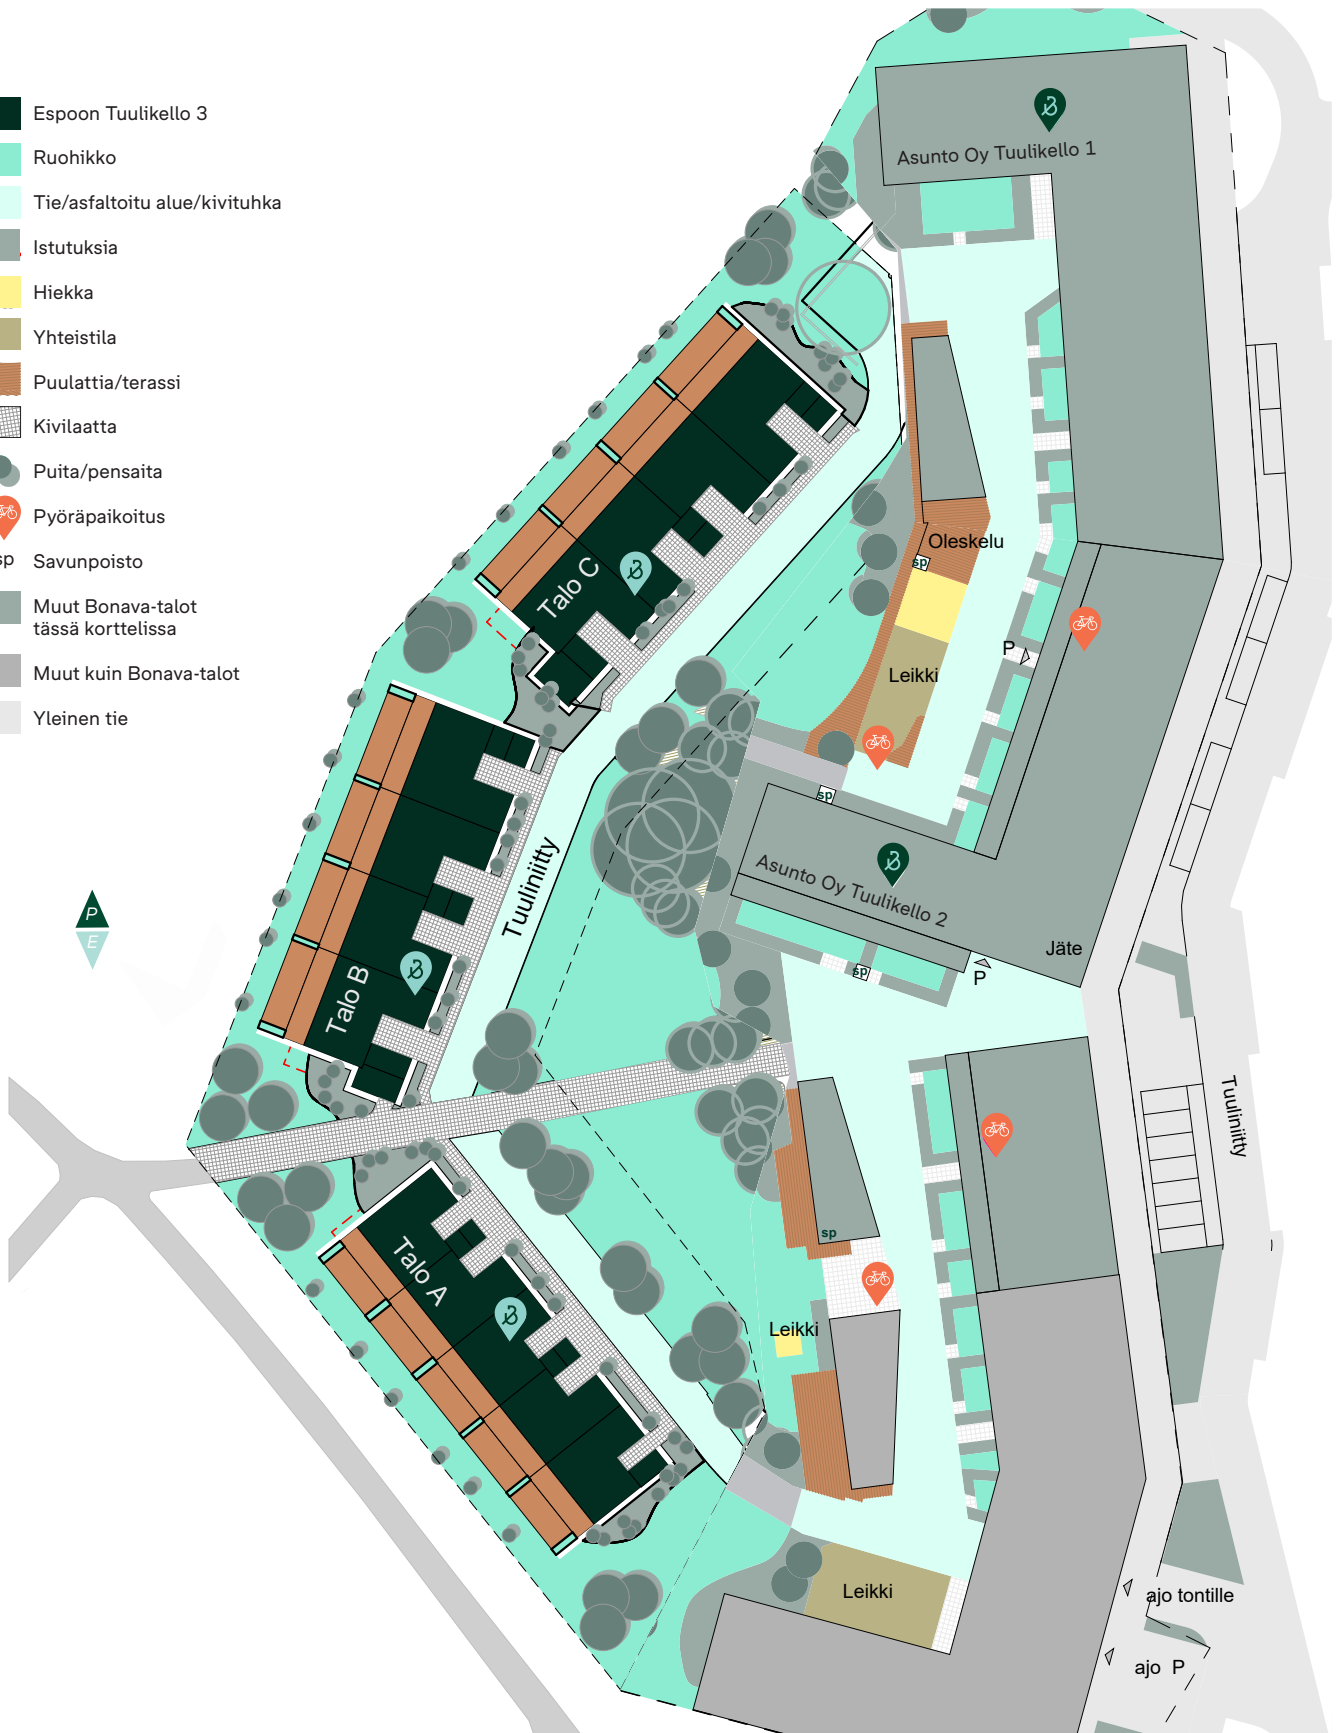 Espoon Tuulikello 3
Ruohikko
Tie/asfaltoitu alue/kivituhka
Istutuksia
Hiekka
Yhteistila
Puulattia/terassi
Kivilaatta
Puita/pensaita
Pyöräpaikoitus
sp Savunpoisto
Muut Bonava-talot
tässä korttelissa
Muut kuin Bonava-talot
Yleinen tie
P
E
Asunto Oy Tuulikello 1
Talo C
Oleskelu
sp
Leikki
P
sp
Asunto Oy Tuulikello 2
Jäte
sp
P
Tuuliniitty
Talo B
Tuuliniitty
Talo A
sp
Leikki
Leikki
ajo tontille
ajo P